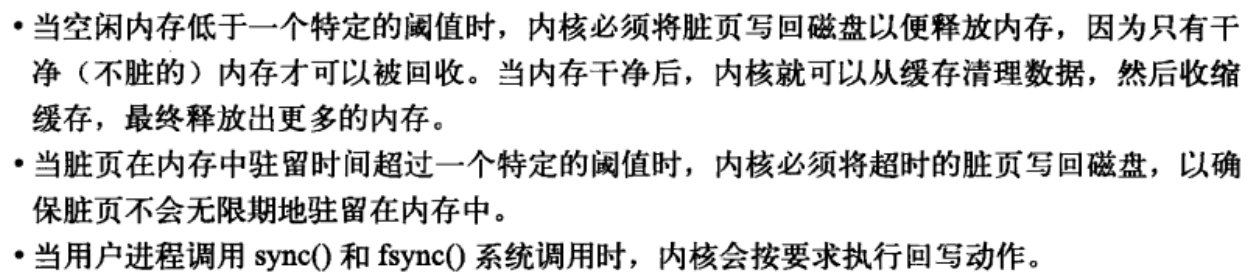 •当空闲内存低于一个特定的阈值时，内核必须将脏页写回磁盘以便释放内存，因为只有干
净（不脏的）内存才可以被回收。当内存干净后，内核就可以从缓存清理数据，然后收缩
缓存，最终释放出更多的内存。
•当脏页在内存中驻留时间超过一个特定的阈值时，内核必须将超时的脏页写回磁盘，以确
保脏页不会无限期地驻留在内存中。
•当用户进程调用 sync() 和 fsync() 系统调用时，内核会按要求执行回写动作。